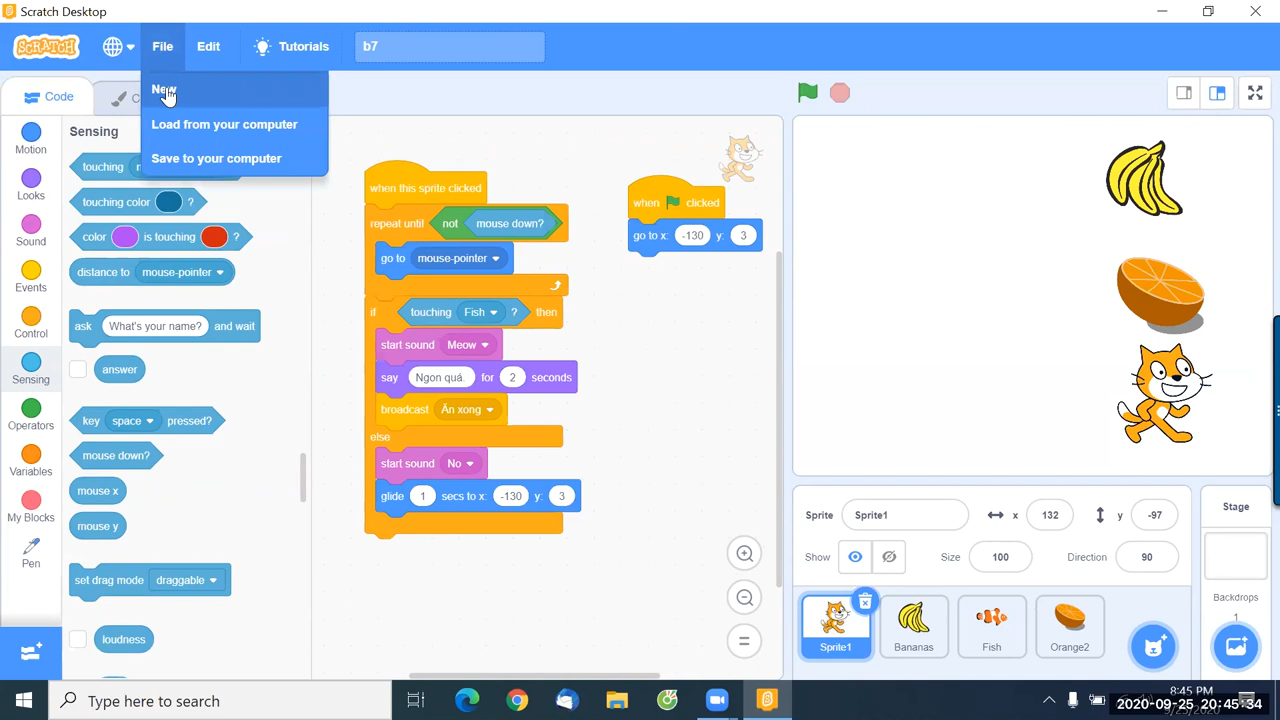 Scratch Desktop
SCRATCH
File
Edit
Tutorials
b7
New
Load from your computer
Save to your computer
Code
Motion
Looks
Sound
Events
Control
Sensing
Operators
Variables
My Blocks
Pen
Sensing
touching
touching color ?
color is touching ?
distance to mouse-pointer
ask What's your name? and wait
answer
key space pressed?
mouse down?
mouse x
mouse y
set drag mode draggable
loudness
when this sprite clicked
repeat until not mouse down?
go to mouse-pointer
if touching Fish ? then
start sound Meow
say Ngon quá. for 2 seconds
broadcast Ăn xong
else
start sound No
glide 1 secs to x: -130 y: 3
when clicked
go to x: -130 y: 3
Sprite Sprite1 x 132 y -97
Show Size 100 Direction 90
Sprite1
Bananas
Fish
Orange2
Stage
Backdrops
1
Type here to search
8:45 PM
2020-09-25 20:45:34